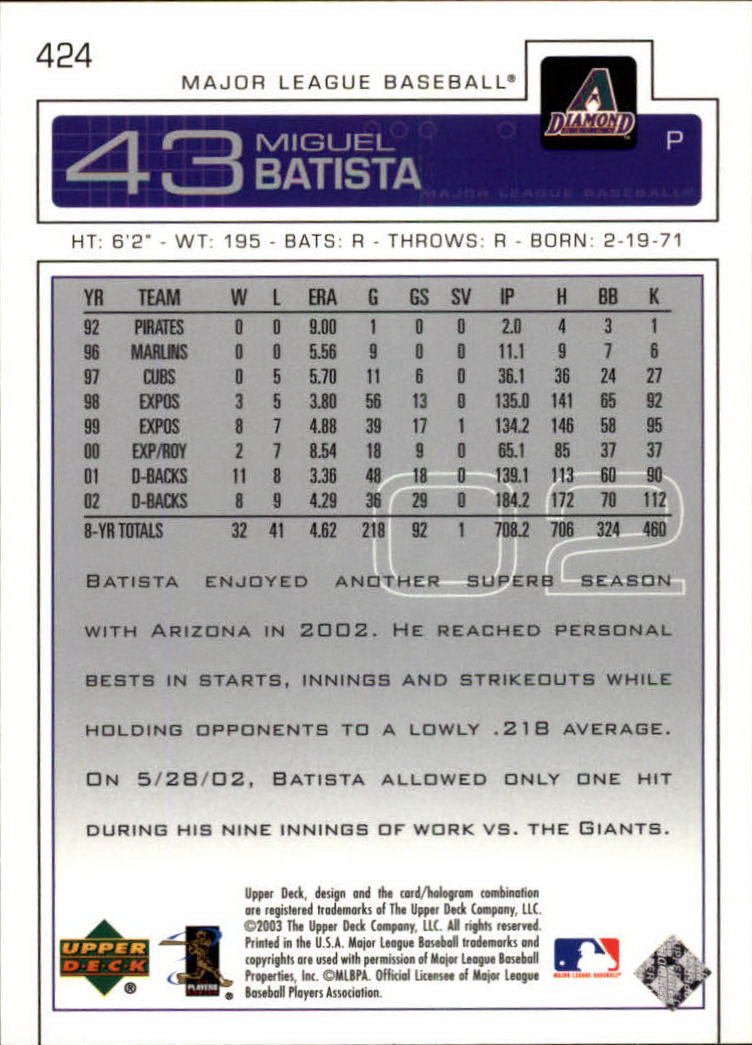 424
MAJOR LEAGUE BASEBALL®
43 MIGUEL BATISTA
DIAMOND
P
MAJOR LEAGUE BASEBALL®
HT: 6'2" - WT: 195 - BATS: R - THROWS: R - BORN: 2-19-71
YR TEAM W L ERA G GS SV IP H BB K
92 PIRATES 0 0 9.00 1 0 0 2.0 4 3 1
96 MARLINS 0 0 5.56 9 0 0 11.1 9 7 6
97 CUBS 0 5 5.70 11 6 0 36.1 36 24 27
98 EXPOS 3 5 3.80 56 13 0 135.0 141 65 92
99 EXPOS 8 7 4.88 39 17 1 134.2 146 58 95
00 EXP/ROY 2 7 8.54 18 9 0 65.1 85 37 37
01 D-BACKS 11 8 3.36 48 18 0 139.1 113 60 90
02 D-BACKS 8 9 4.29 36 29 0 184.2 172 70 112
8-YR TOTALS 32 41 4.62 218 92 1 708.2 706 324 460
02
BATISTA ENJOYED ANOTHER SUPERB SEASON
WITH ARIZONA IN 2002. HE REACHED PERSONAL
BESTS IN STARTS, INNINGS AND STRIKEOUTS WHILE
HOLDING OPPONENTS TO A LOWLY .218 AVERAGE.
ON 5/28/02, BATISTA ALLOWED ONLY ONE HIT
DURING HIS NINE INNINGS OF WORK VS. THE GIANTS.
Upper Deck, design and the card/hologram combination
are registered trademarks of The Upper Deck Company, LLC.
©2003 The Upper Deck Company, LLC. All rights reserved.
Printed in the U.S.A. Major League Baseball trademarks and
copyrights are used with permission of Major League Baseball
Properties, Inc. ©MLBPA. Official Licensee of Major League
Baseball Players Association.
UPPER
DECK
®
PLAYERS
®
MAJOR LEAGUE BASEBALL